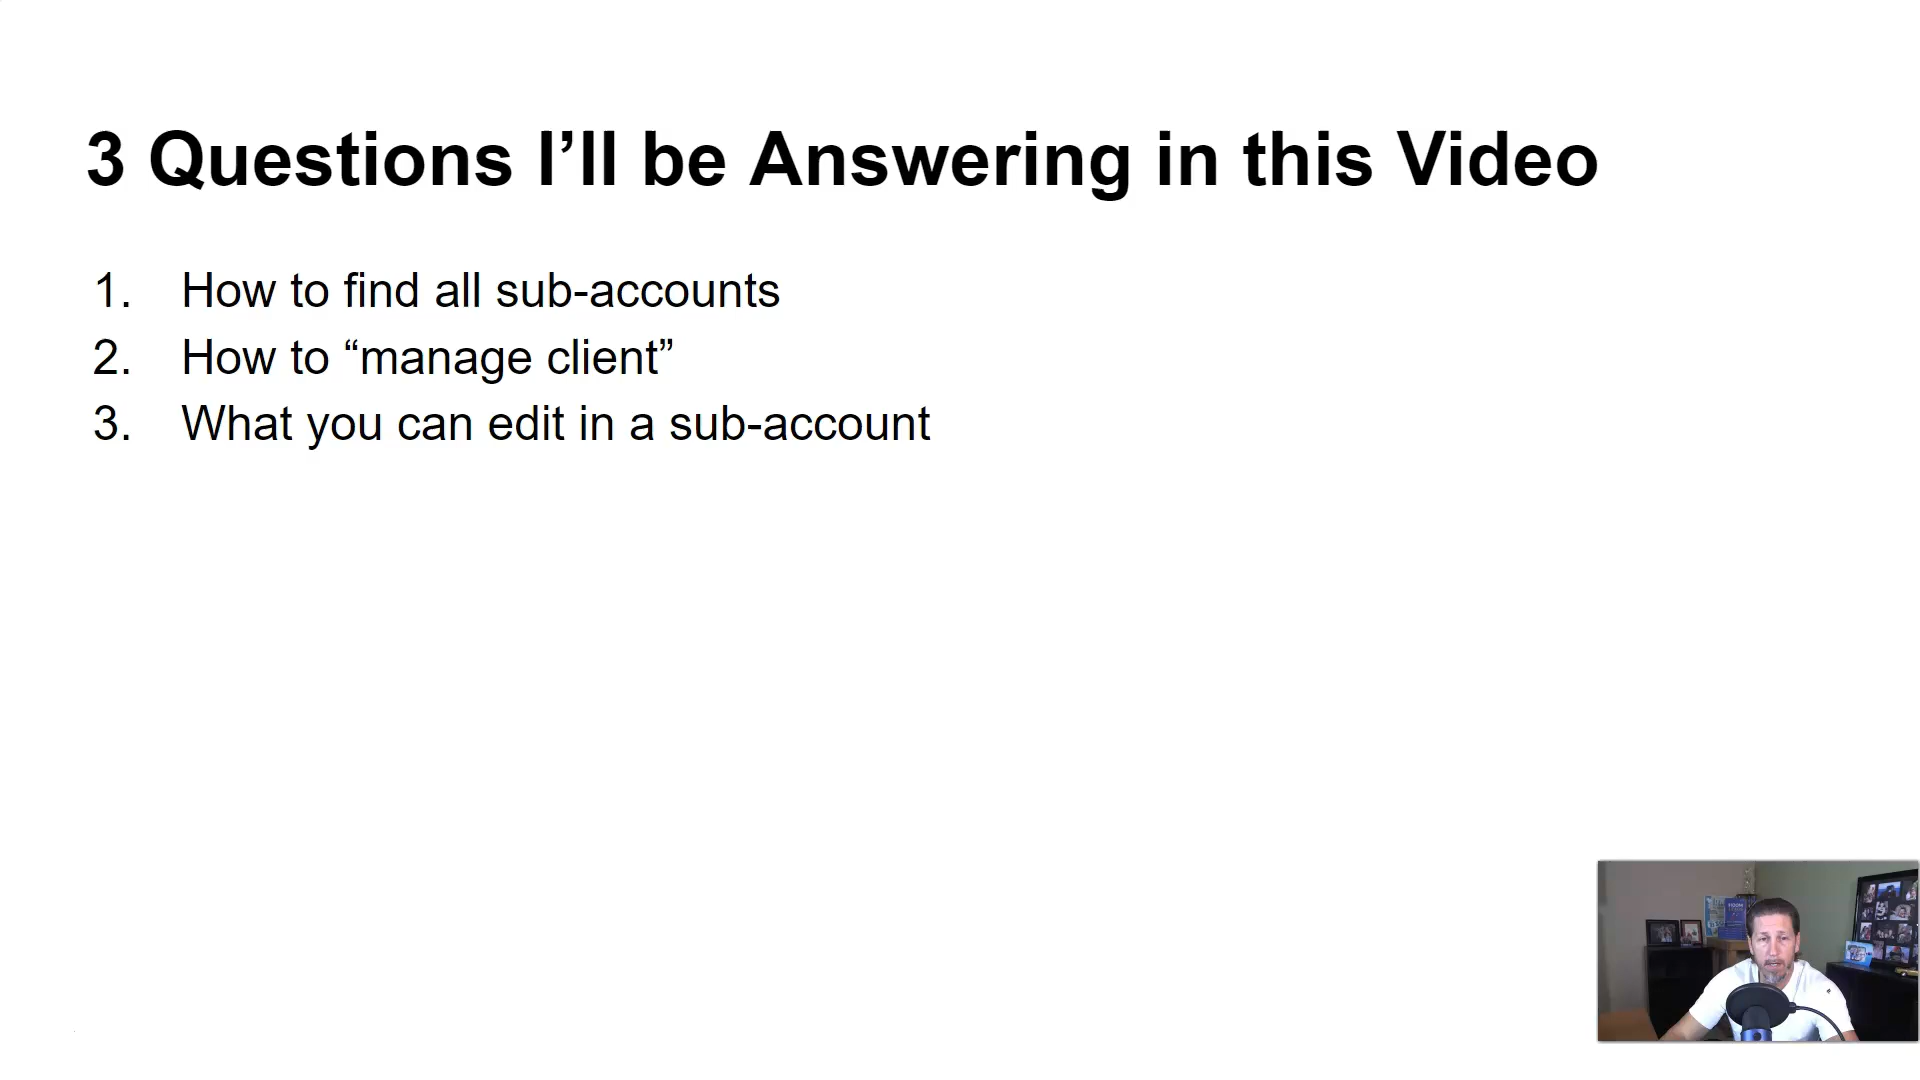 3 Questions I’ll be Answering in this Video
1. How to find all sub-accounts
2. How to “manage client”
3. What you can edit in a sub-account